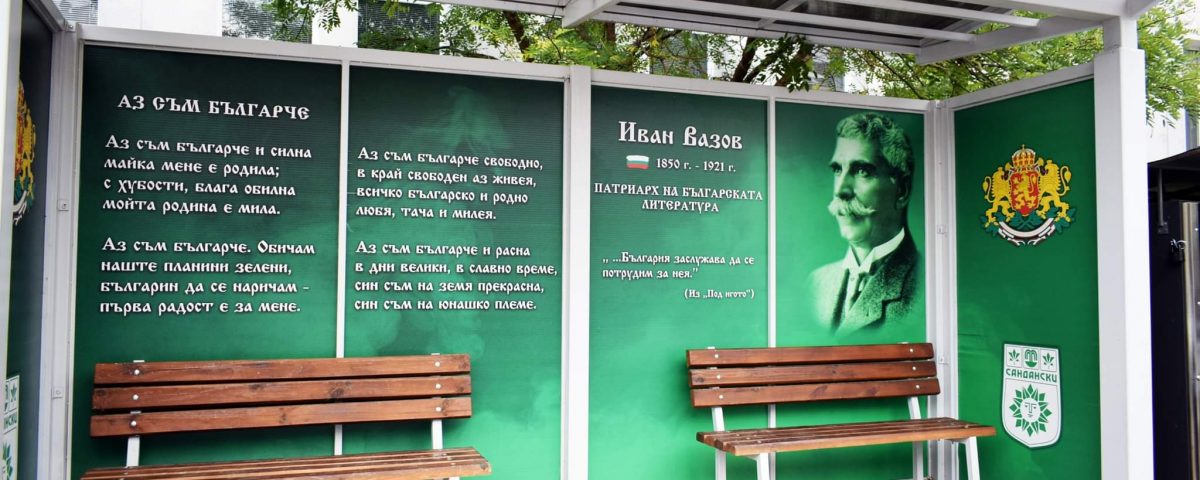 АЗ СЪМ БЪЛГАРЧЕ
Аз съм българче и силна
майка мене е родила;
с хубости, блага обилна
мойта родина е мила.
Аз съм българче. Обичам
наште планини зелени,
българин да се наричам -
първа радост е за мене.
Аз съм българче свободно,
в край свободен аз живея,
всичко българско и родно
любя, тача и милея.
Аз съм българче и расна
в дни велики, в славно време,
син съм на земя прекрасна,
син съм на юнашко племе.
Иван Вазов
1850 г. - 1921 г.
ПАТРИАРХ НА БЪЛГАРСКАТА
ЛИТЕРАТУРА
„ ...България заслужава да се
потрудим за нея."
(Из „Под игото")
САНДАНСКИ